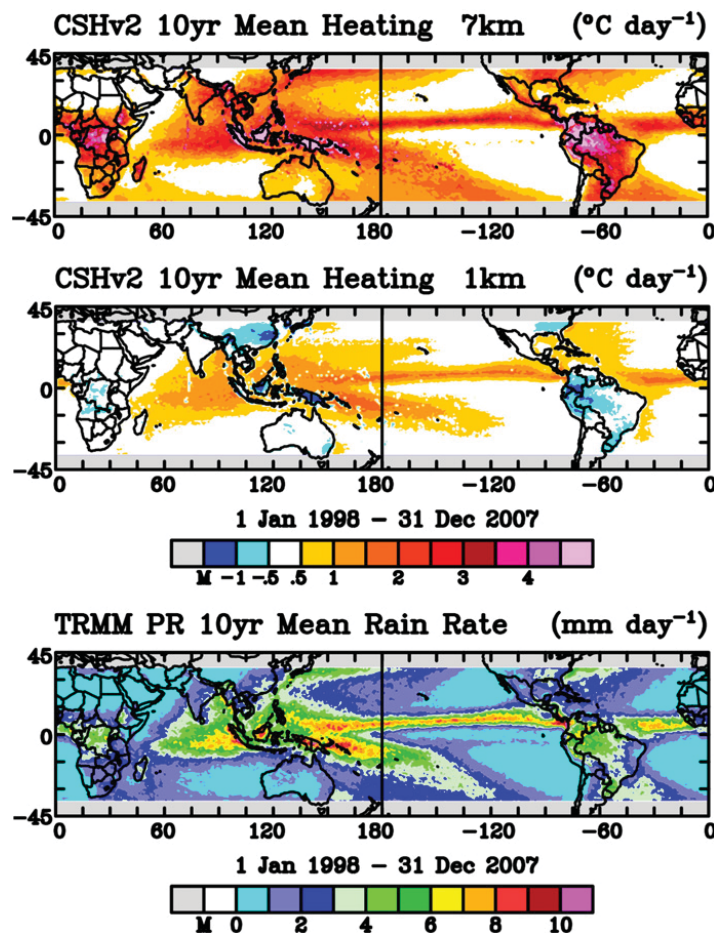 CSHv2 10yr Mean Heating 7km (°C day⁻¹)
45
0
-45
0 60 120 180 -120 -60 0
CSHv2 10yr Mean Heating 1km (°C day⁻¹)
45
0
-45
0 60 120 180 -120 -60 0
1 Jan 1998 - 31 Dec 2007
M -1 -.5 .5 1 2 3 4
TRMM PR 10yr Mean Rain Rate (mm day⁻¹)
45
0
-45
0 60 120 180 -120 -60 0
1 Jan 1998 - 31 Dec 2007
M 0 2 4 6 8 10